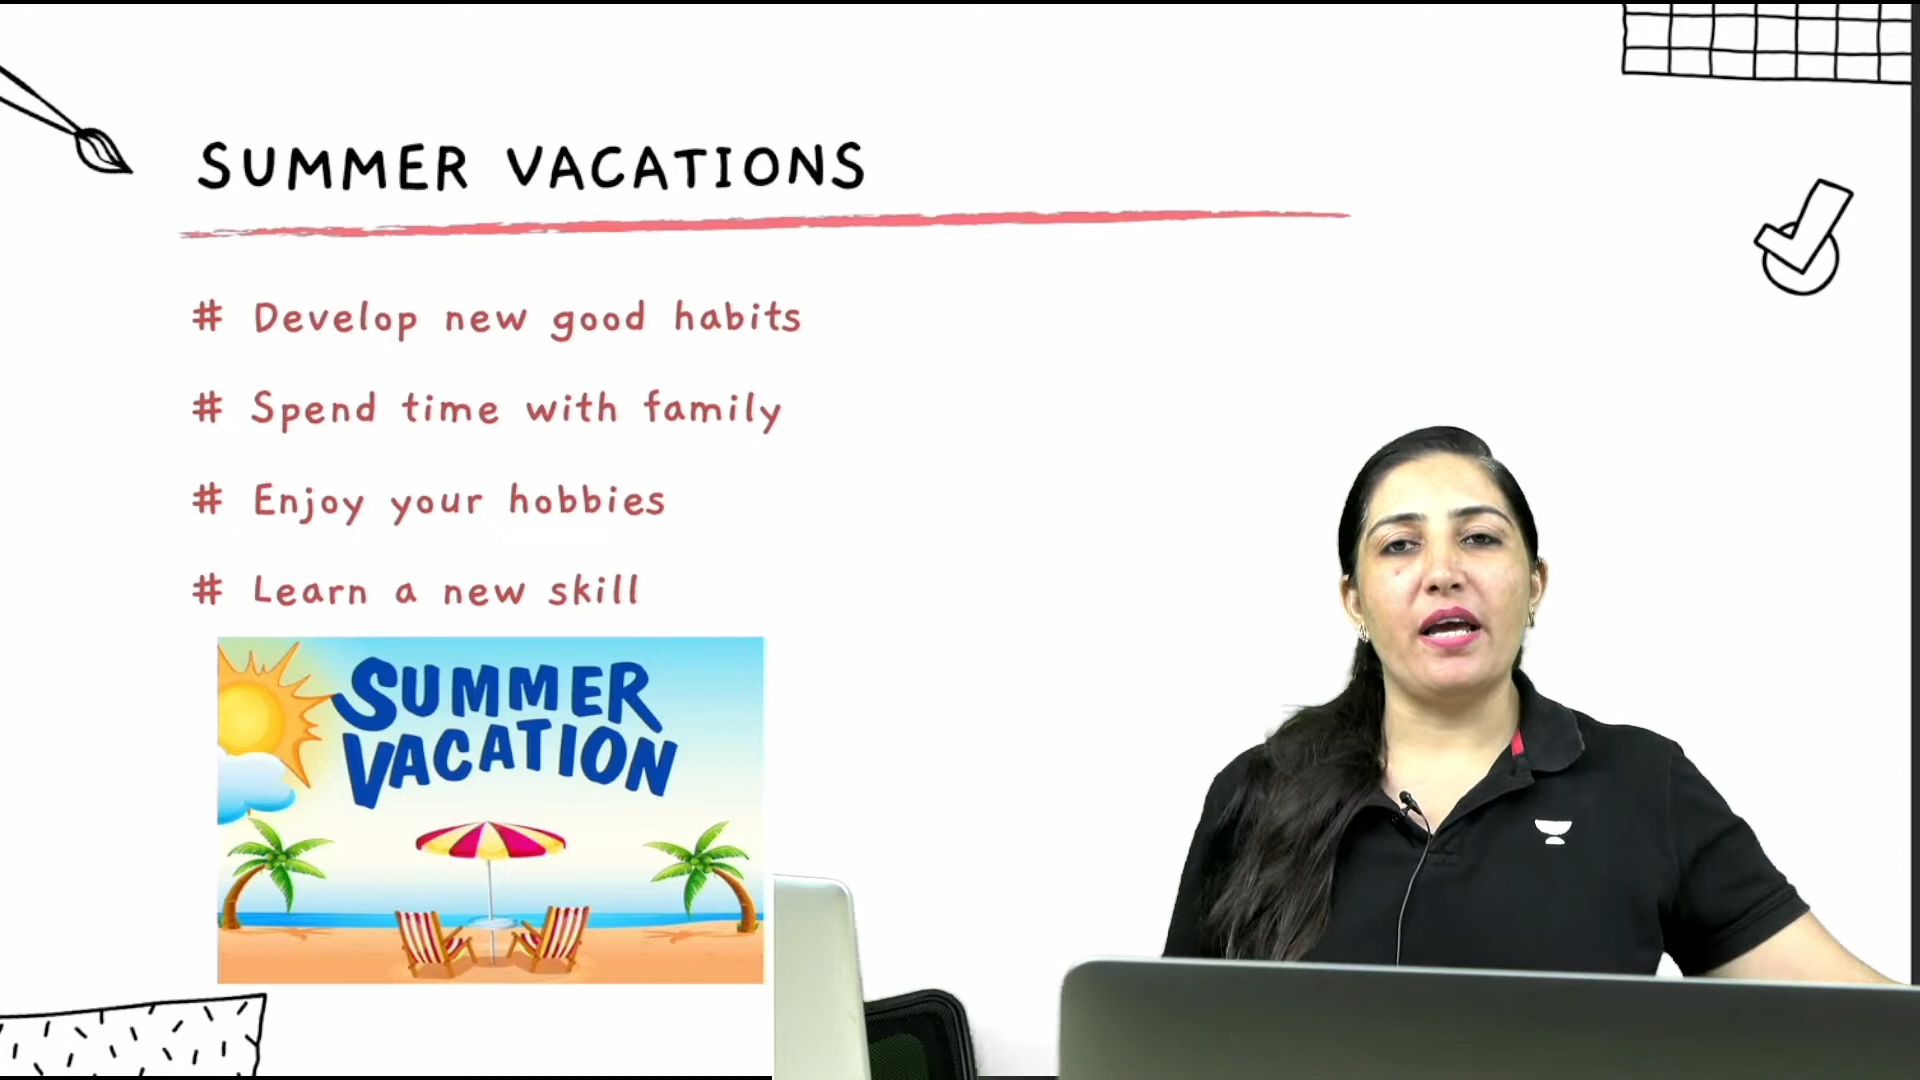 SUMMER VACATIONS
# Develop new good habits
# Spend time with family
# Enjoy your hobbies
# Learn a new skill
SUMMER
VACATION